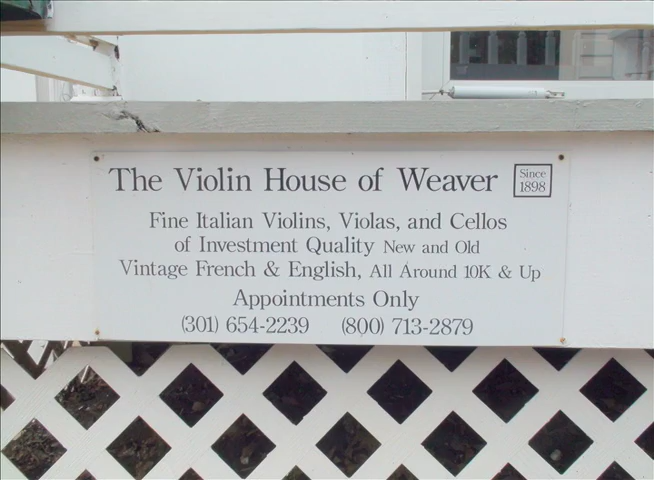 The Violin House of Weaver
Since
1898
Fine Italian Violins, Violas, and Cellos
of Investment Quality New and Old
Vintage French & English, All Around 10K & Up
Appointments Only
(301) 654-2239 (800) 713-2879